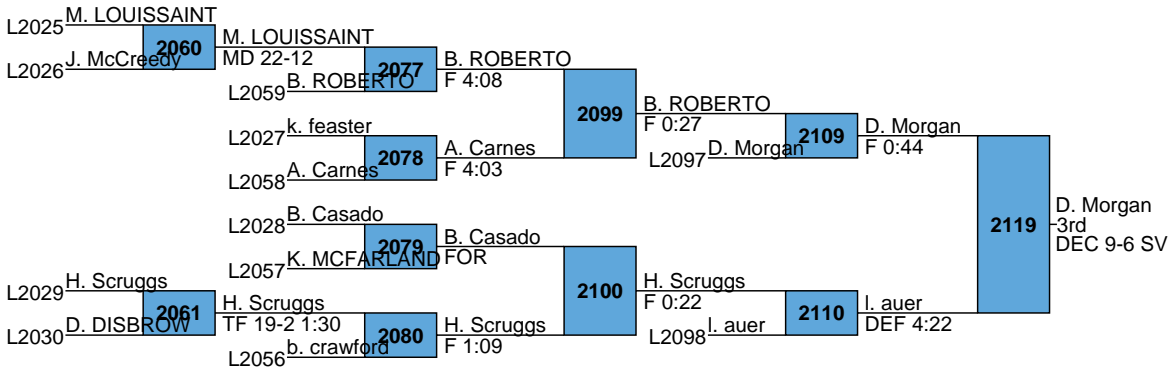 L2025 M. LOUISSAINT
2060
L2026 J. McCreedy
M. LOUISSAINT
MD 22-12
2077
L2059 B. ROBERTO
B. ROBERTO
F 4:08
L2027 k. feaster
2078
L2058 A. Carnes
A. Carnes
F 4:03
2099
B. ROBERTO
F 0:27
2109
L2097 D. Morgan
D. Morgan
F 0:44
L2028 B. Casado
2079
L2057 K. MCFARLAND
B. Casado
FOR
L2029 H. Scruggs
2061
L2030 D. DISBROW
H. Scruggs
TF 19-2 1:30
2080
L2056 b. crawford
H. Scruggs
F 1:09
2100
H. Scruggs
F 0:22
2110
L2098 I. auer
I. auer
DEF 4:22
2119
D. Morgan
3rd
DEC 9-6 SV